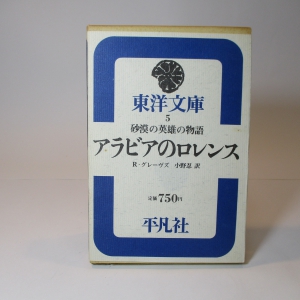 東洋文庫
5
砂漠の英雄の物語
アラビアのロレンス
R・グレーヴズ 小野忍 訳
定価 750円
平凡社